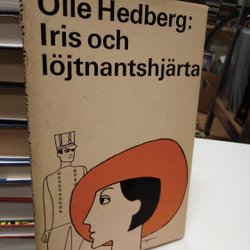 Olle Hedberg:
Iris och
löjtnantshjärta